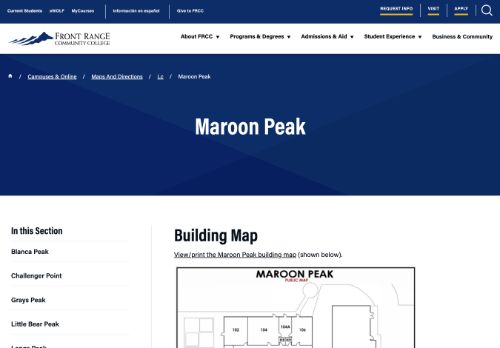 Current Students eWOLF MyCourses Información en español Give to FRCC REQUEST INFO VISIT APPLY
FRONT RANGE
COMMUNITY COLLEGE
About FRCC Programs & Degrees Admissions & Aid Student Experience Business & Community
/ Campuses & Online / Maps And Directions / Lc / Maroon Peak
Maroon Peak
In this Section
Blanca Peak
Challenger Point
Grays Peak
Little Bear Peak
Longs Peak
Building Map
View/print the Maroon Peak building map (shown below).
MAROON PEAK
PUBLIC MAP
102 104 104A 106